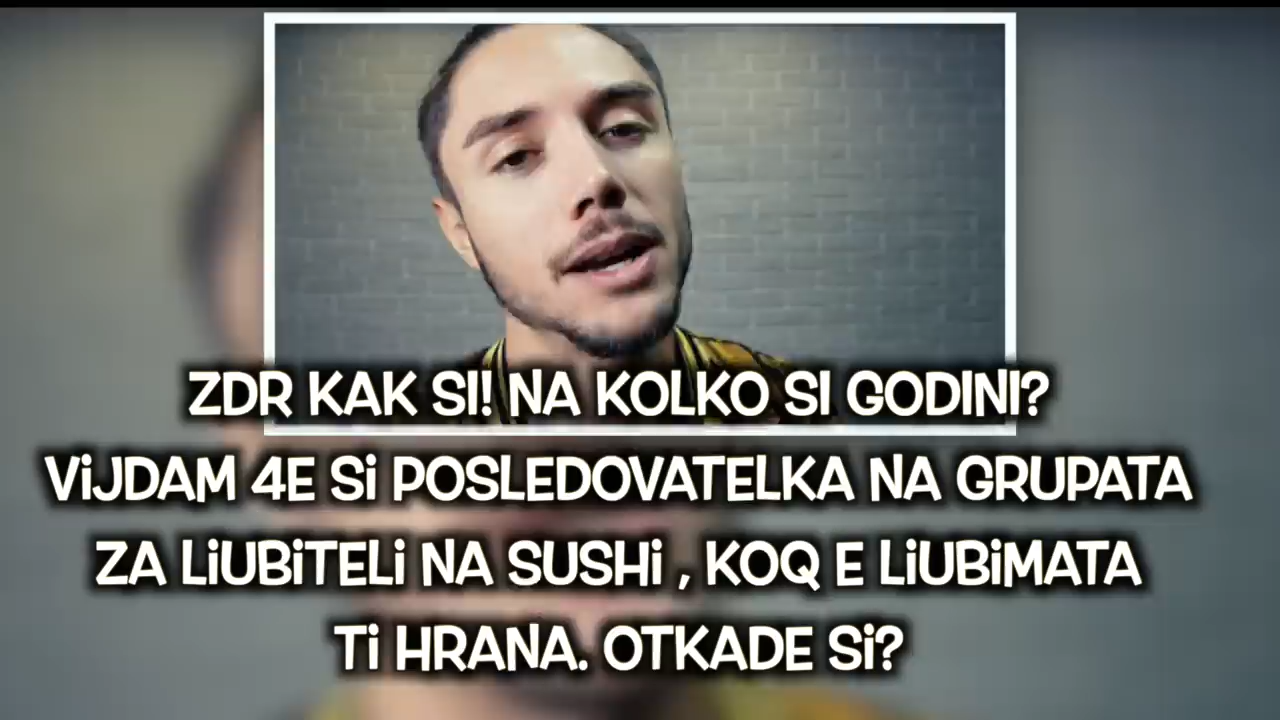 ZDR KAK SI! NA KOLKO SI GODINI?
ViJDAM 4E Si POSLEDOVATELKA NA GRUPATA
ZA LiUBiTELi NA SUSHi , KOQ E LiUBiMATA
Ti HRANA. OTKADE Si?